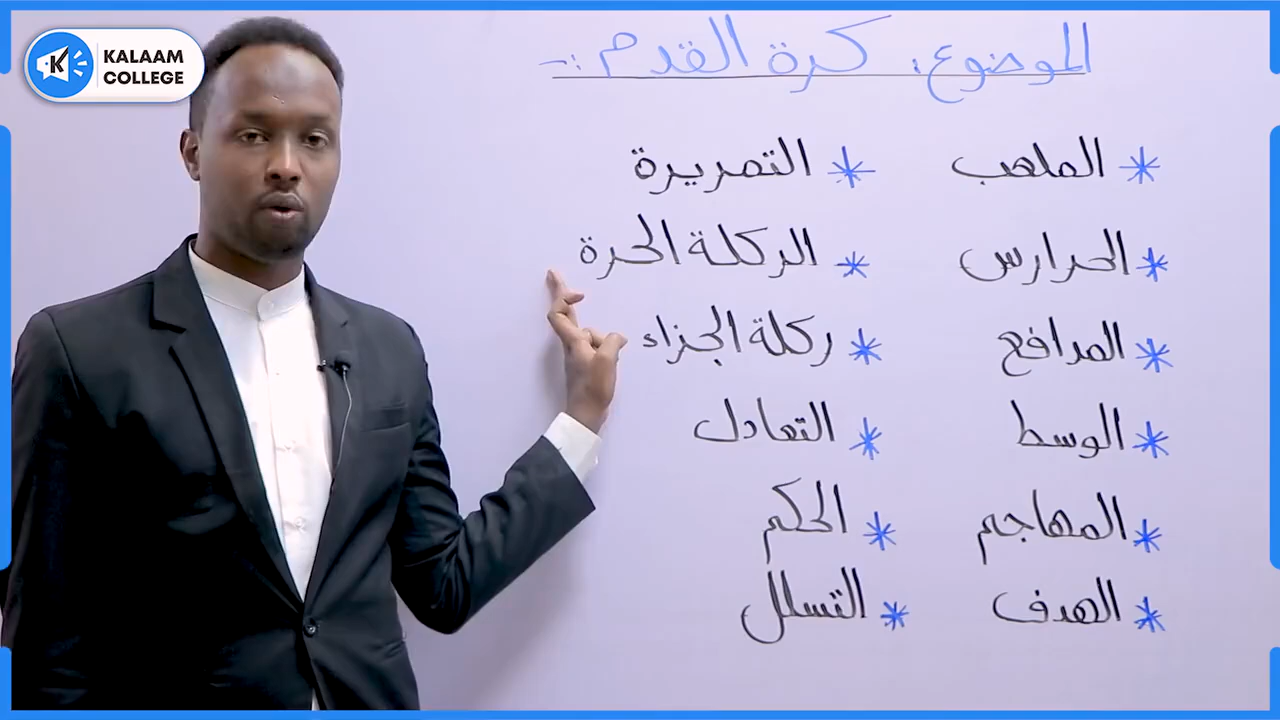 KALAAM
COLLEGE
الموضوع: كرة القدم :-
* الملعب
* الحارس
* المدافع
* الوسط
* المهاجم
* الهدف
* التمريرة
* الركلة الحرة
* ركلة الجزاء
* التعادل
* الحكم
* التسلل